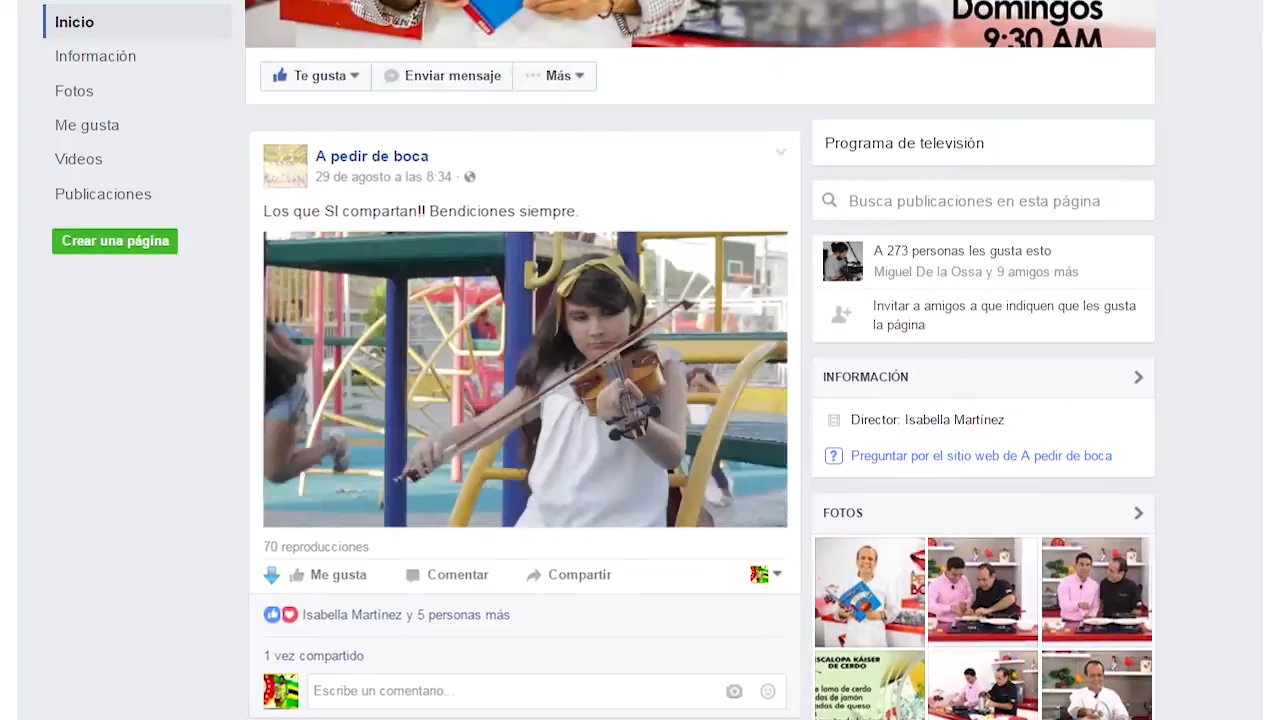 Domingos
9:30 AM
Inicio
Información
Fotos
Me gusta
Videos
Publicaciones
Crear una página
Te gusta
Enviar mensaje
Más
A pedir de boca
29 de agosto a las 8:34 ·
Los que SI compartan!! Bendiciones siempre.
70 reproducciones
Me gusta
Comentar
Compartir
Isabella Martínez y 5 personas más
1 vez compartido
Escribe un comentario...
Programa de televisión
Busca publicaciones en esta página
A 273 personas les gusta esto
Miguel De la Ossa y 9 amigos más
Invitar a amigos a que indiquen que les gusta
la página
INFORMACIÓN
Director: Isabella Martínez
Preguntar por el sitio web de A pedir de boca
FOTOS
ESCALOPA KÁISER
DE CERDO
de lomo de cerdo
de jamón
de queso